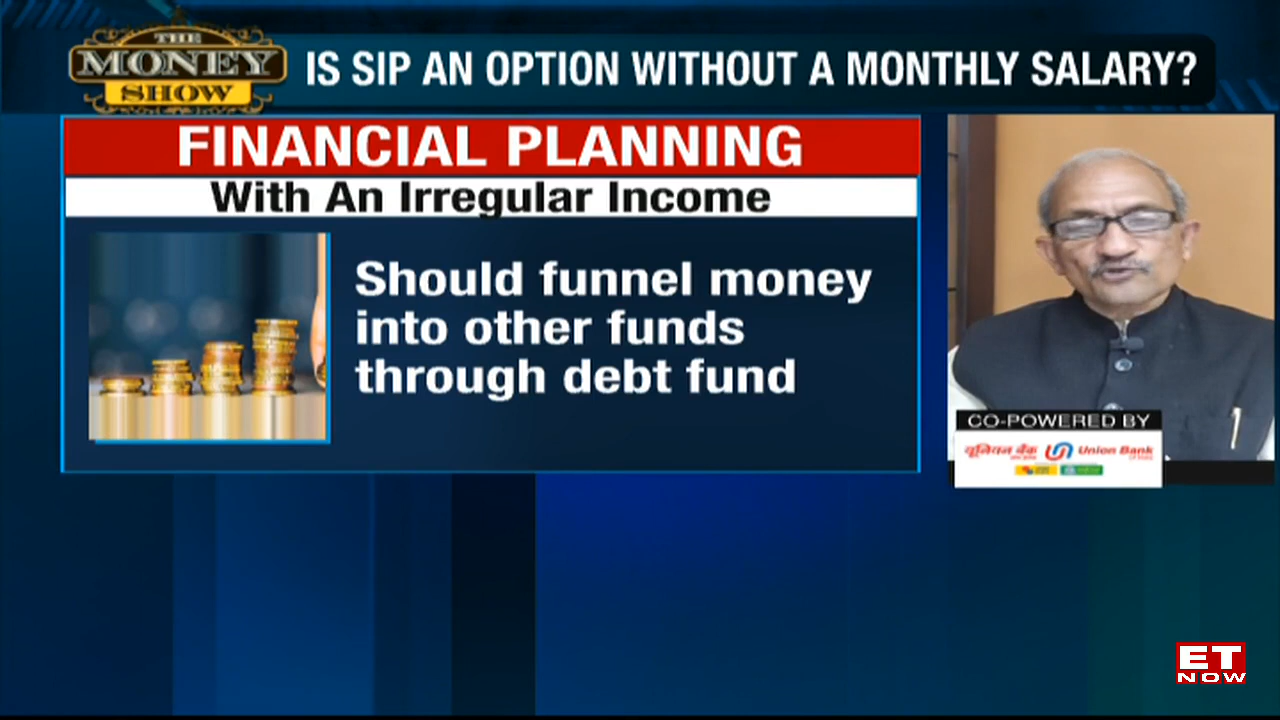 THE
MONEY
SHOW
IS SIP AN OPTION WITHOUT A MONTHLY SALARY?
FINANCIAL PLANNING
With An Irregular Income
Should funnel money
into other funds
through debt fund
CO-POWERED BY
यूनियन बैंक Union Bank
ET
NOW